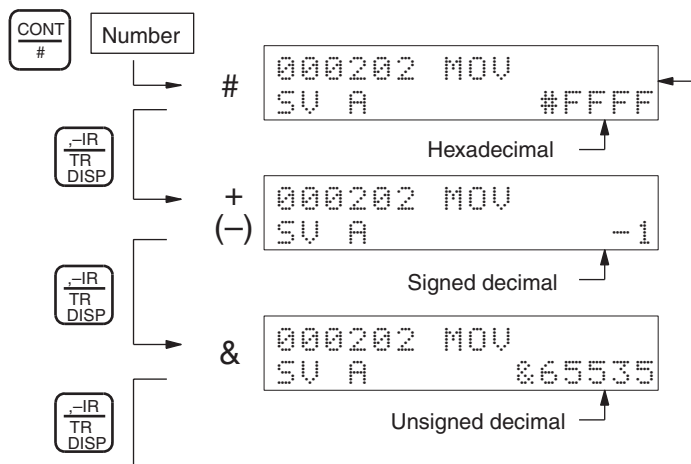 CONT
#
Number
#
000202 MOV
SV A #FFFF
Hexadecimal
,–IR
TR
DISP
+
(–)
000202 MOV
SV A –1
Signed decimal
,–IR
TR
DISP
&
000202 MOV
SV A &65535
Unsigned decimal
,–IR
TR
DISP